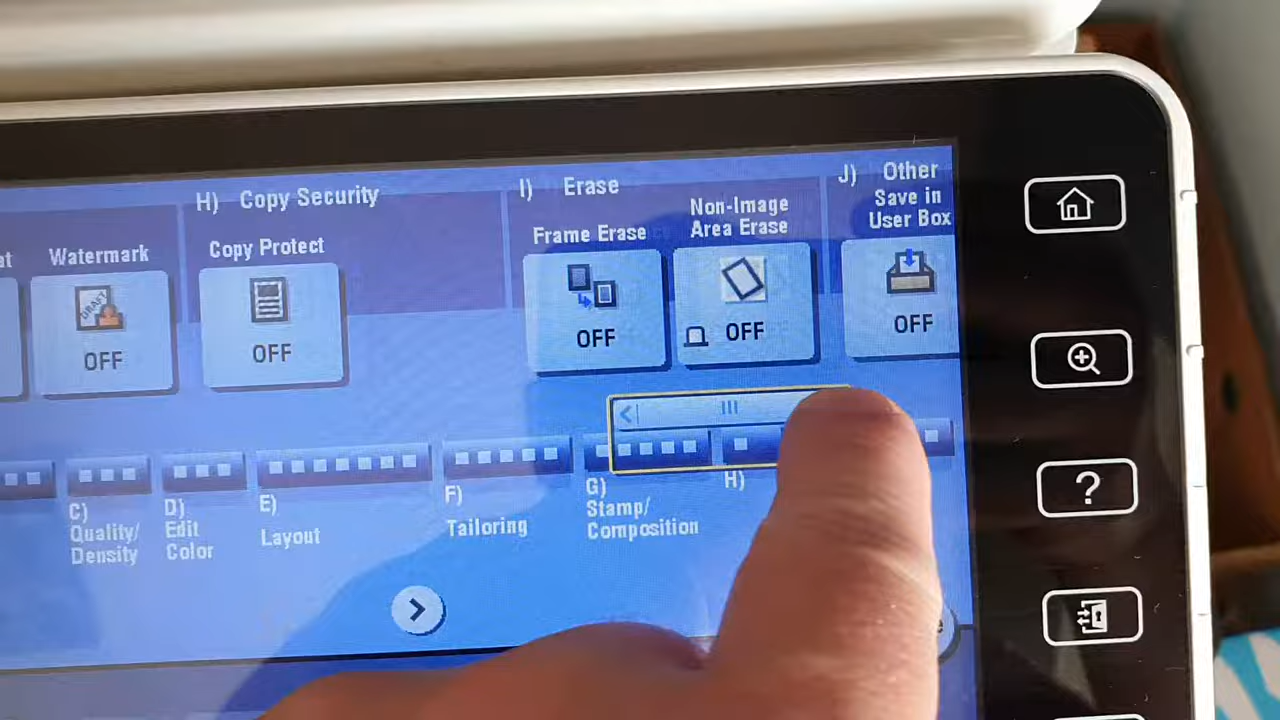 H) Copy Security
I) Erase
J) Other
Watermark
Copy Protect
Frame Erase
Non-Image
Area Erase
Save in
User Box
DRAFT
OFF
OFF
OFF
OFF
OFF
C)
Quality/
Density
D)
Edit
Color
E)
Layout
F)
Tailoring
G)
Stamp/
Composition
H)
?